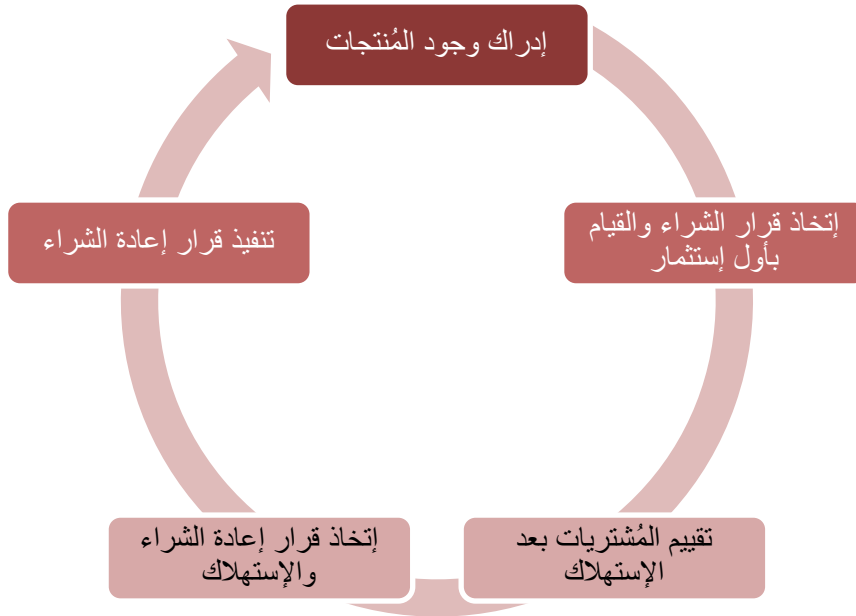 إدراك وجود المُنتجات
إتخاذ قرار الشراء والقيام
بأول إستثمار
تقييم المُشتريات بعد
الإستهلاك
إتخاذ قرار إعادة الشراء
والإستهلاك
تنفيذ قرار إعادة الشراء